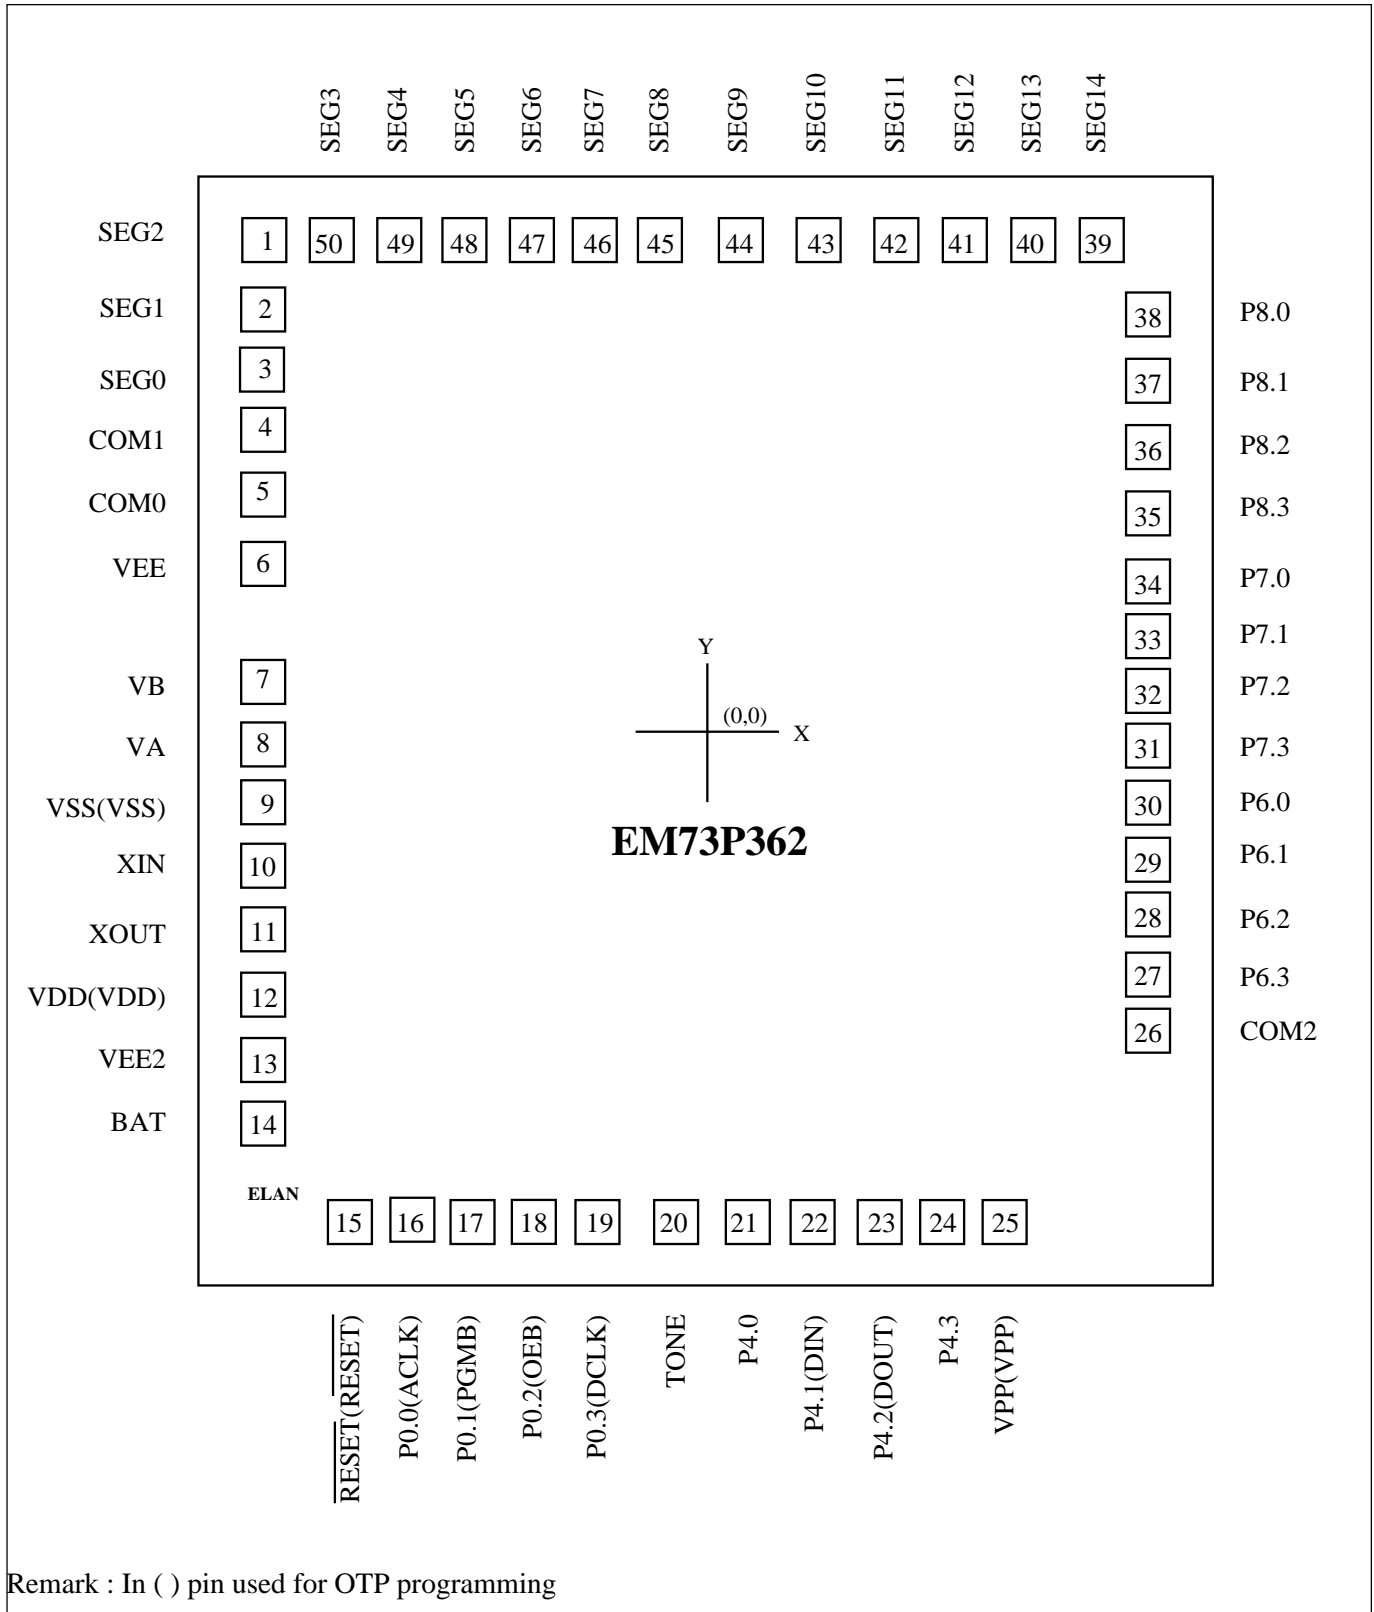 SEG3 SEG4 SEG5 SEG6 SEG7 SEG8 SEG9 SEG10 SEG11 SEG12 SEG13 SEG14
SEG2 1 50 49 48 47 46 45 44 43 42 41 40 39
SEG1 2 38 P8.0
SEG0 3 37 P8.1
COM1 4 36 P8.2
COM0 5 35 P8.3
VEE 6 34 P7.0
33 P7.1
VB 7 32 P7.2
VA 8 31 P7.3
VSS(VSS) 9 30 P6.0
XIN 10 29 P6.1
XOUT 11 28 P6.2
VDD(VDD) 12 27 P6.3
VEE2 13 26 COM2
BAT 14
Y
(0,0)
X
EM73P362
ELAN
15 16 17 18 19 20 21 22 23 24 25
RESET(RESET) P0.0(ACLK) P0.1(PGMB) P0.2(OEB) P0.3(DCLK) TONE P4.0 P4.1(DIN) P4.2(DOUT) P4.3 VPP(VPP)
Remark : In ( ) pin used for OTP programming